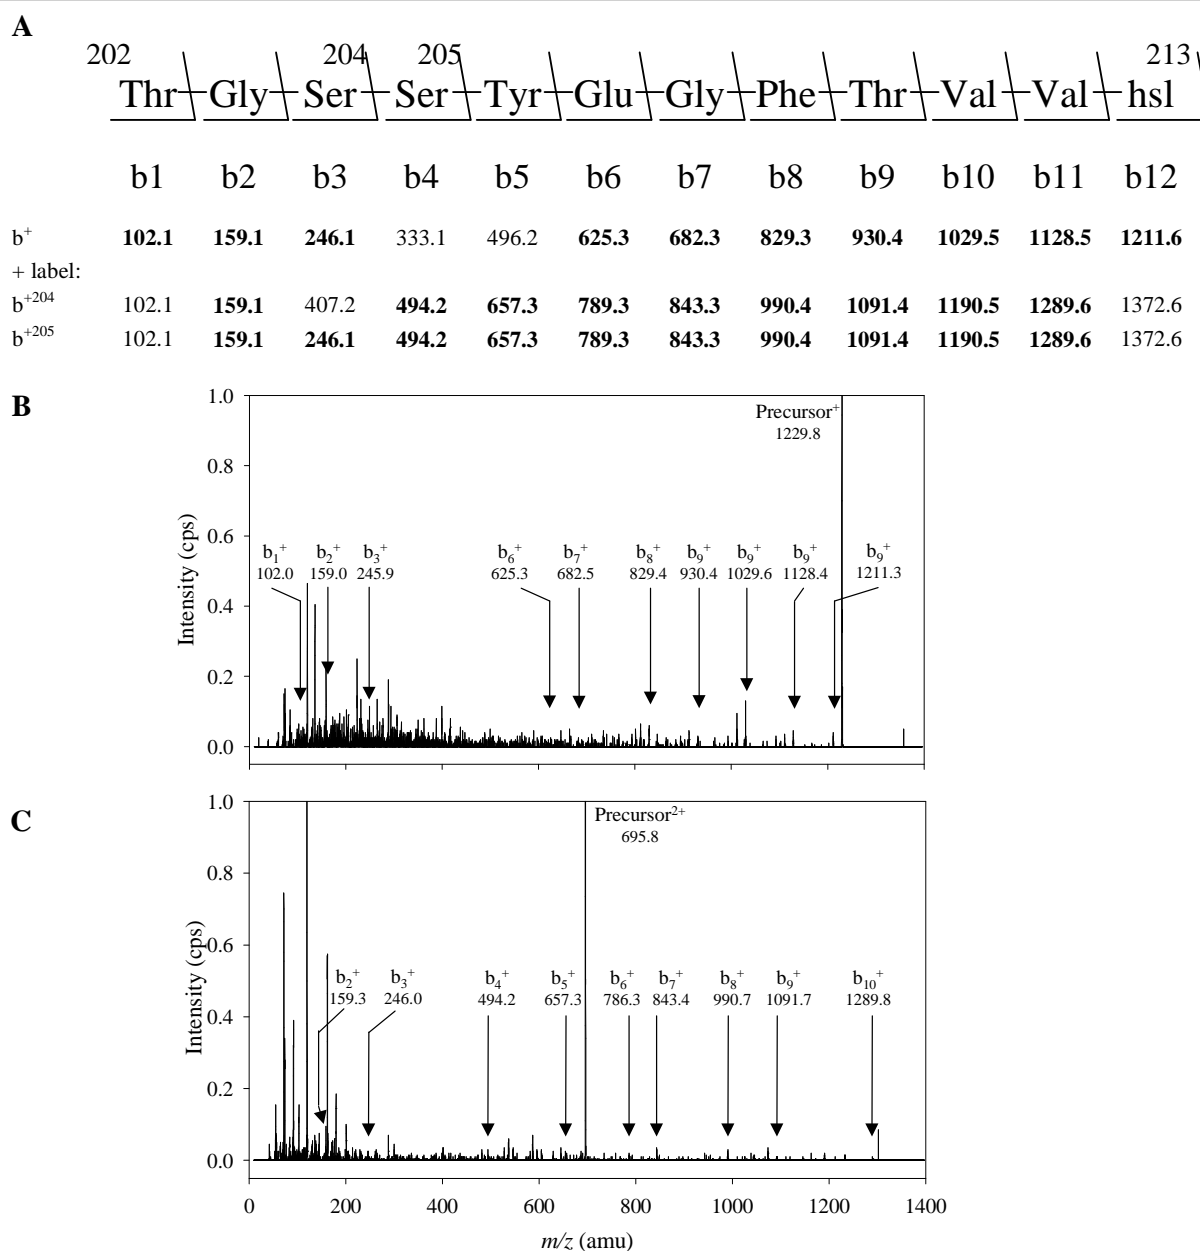 A
202 204 205 213
Thr Gly Ser Ser Tyr Glu Gly Phe Thr Val Val hsl
b1 b2 b3 b4 b5 b6 b7 b8 b9 b10 b11 b12
b+ 102.1 159.1 246.1 333.1 496.2 625.3 682.3 829.3 930.4 1029.5 1128.5 1211.6
+ label:
b+204 102.1 159.1 407.2 494.2 657.3 789.3 843.3 990.4 1091.4 1190.5 1289.6 1372.6
b+205 102.1 159.1 246.1 494.2 657.3 789.3 843.3 990.4 1091.4 1190.5 1289.6 1372.6
B
Intensity (cps)
1.0
0.8
0.6
0.4
0.2
0.0
Precursor+
1229.8
b1+ b2+ b3+ b6+ b7+ b8+ b9+ b9+ b9+ b9+
102.0 159.0 245.9 625.3 682.5 829.4 930.4 1029.6 1128.4 1211.3
C
Intensity (cps)
1.0
0.8
0.6
0.4
0.2
0.0
Precursor2+
695.8
b2+ b3+ b4+ b5+ b6+ b7+ b8+ b9+ b10+
159.3 246.0 494.2 657.3 786.3 843.4 990.7 1091.7 1289.8
0 200 400 600 800 1000 1200 1400
m/z (amu)